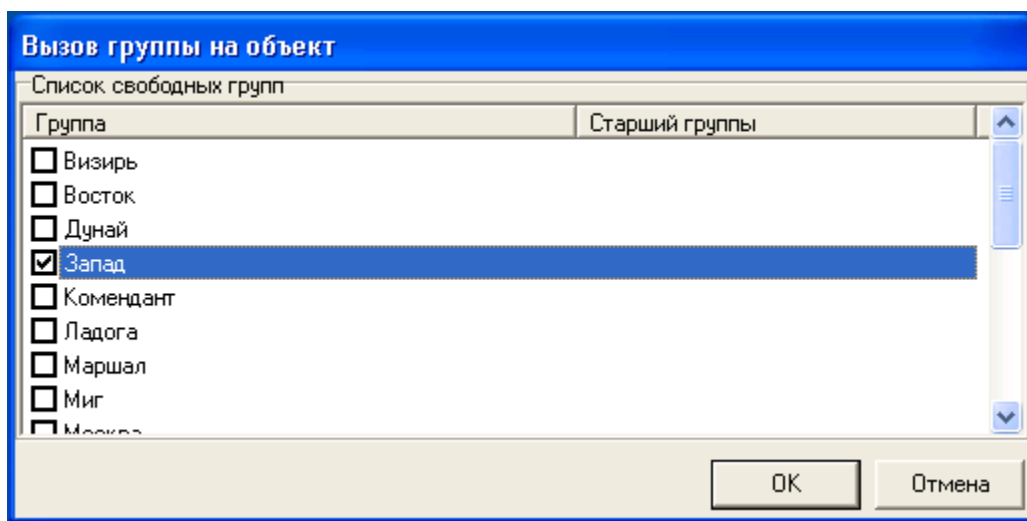 Вызов группы на объект
Список свободных групп
Группа Старший группы
Визирь
Восток
Дунай
Запад
Комендант
Ладога
Маршал
Миг
OK Отмена